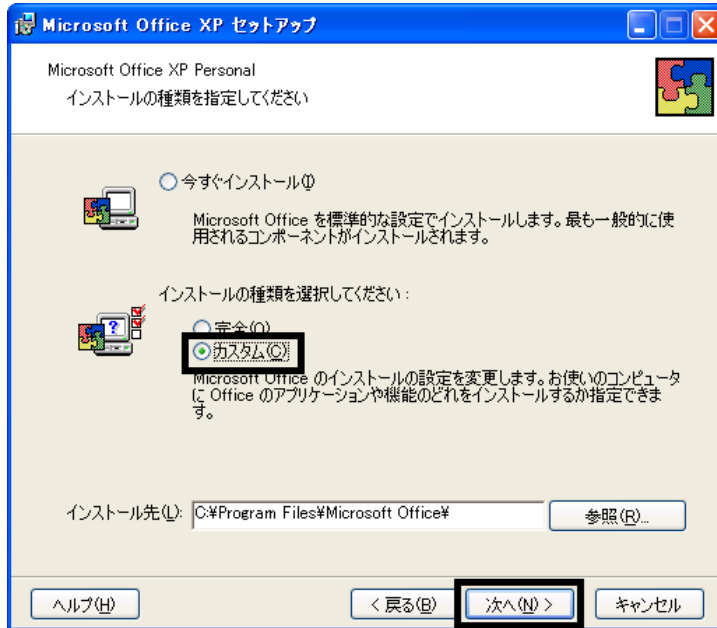 Microsoft Office XP セットアップ
Microsoft Office XP Personal
インストールの種類を指定してください
今すぐインストール(I)
Microsoft Office を標準的な設定でインストールします。最も一般的に使
用されるコンポーネントがインストールされます。
インストールの種類を選択してください:
完全(O)
カスタム(C)
Microsoft Office のインストールの設定を変更します。お使いのコンピュータ
に Office のアプリケーションや機能のどれをインストールするか指定できま
す。
インストール先(L): C:¥Program Files¥Microsoft Office¥ 参照(R)...
ヘルプ(H) < 戻る(B) 次へ(N) > キャンセル